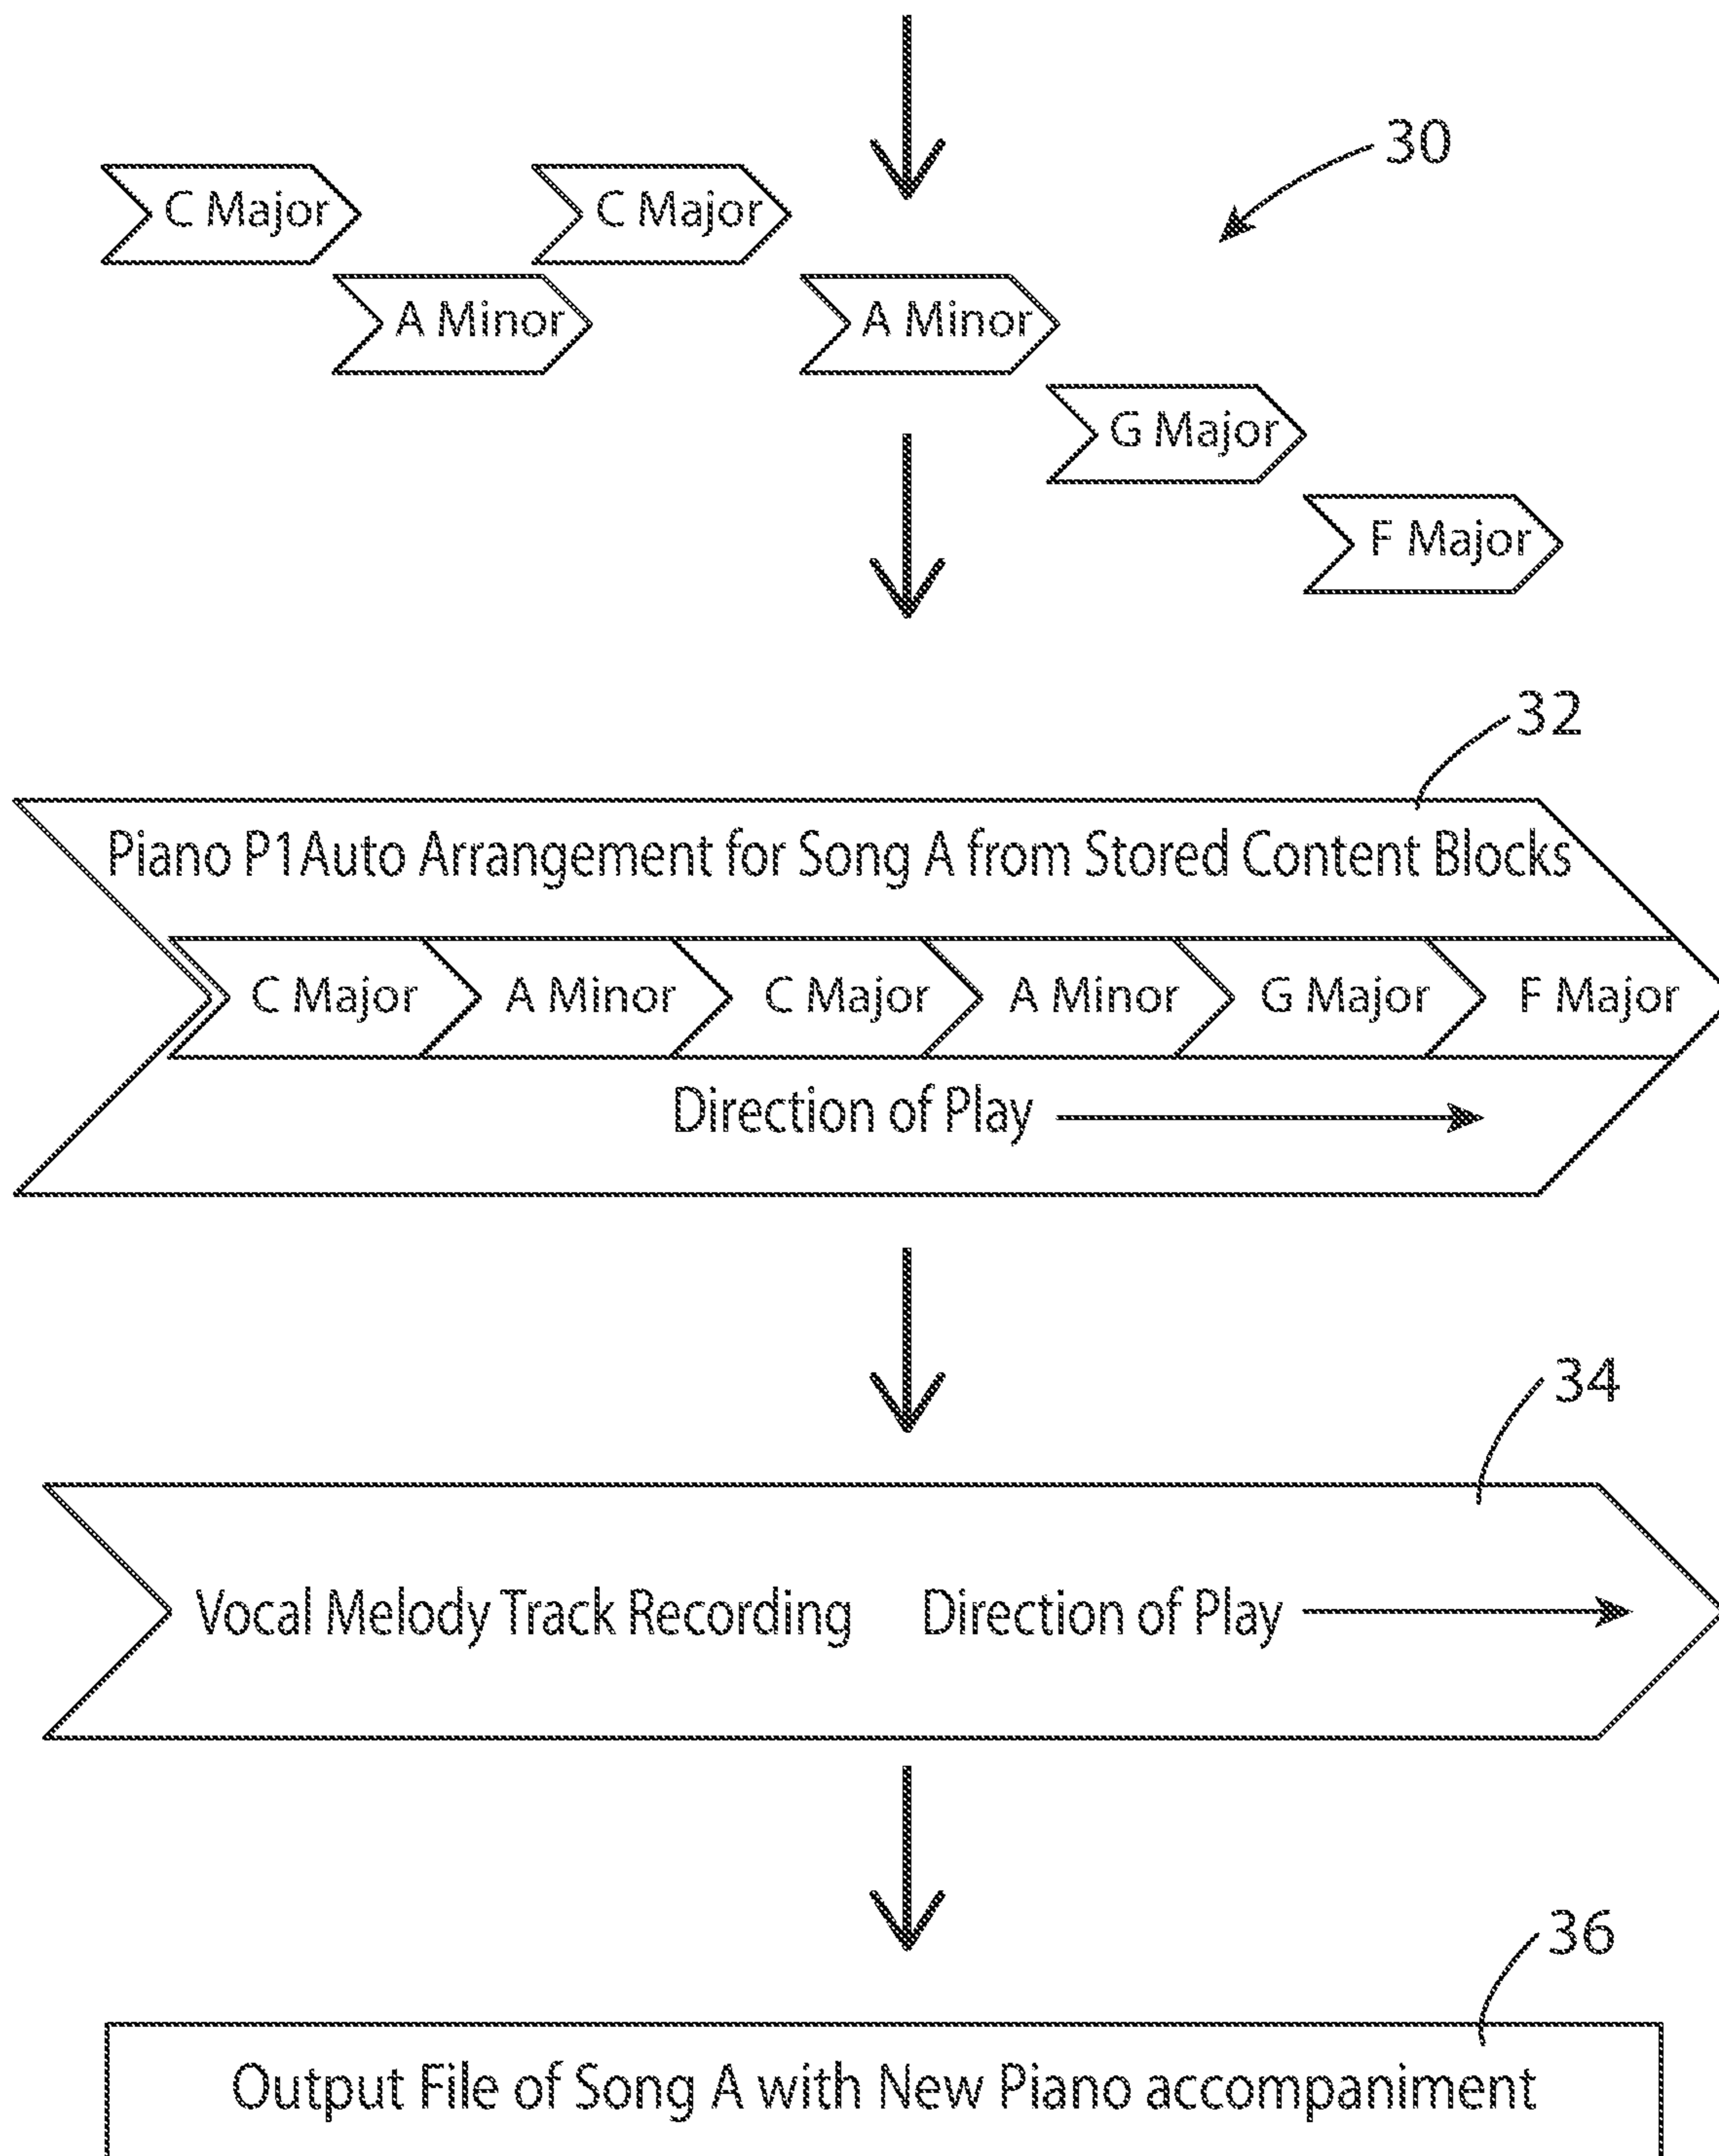 30
C Major C Major
A Minor A Minor
G Major
F Major
32
Piano P1 Auto Arrangement for Song A from Stored Content Blocks
C Major A Minor C Major A Minor G Major F Major
Direction of Play
34
Vocal Melody Track Recording Direction of Play
36
Output File of Song A with New Piano accompaniment